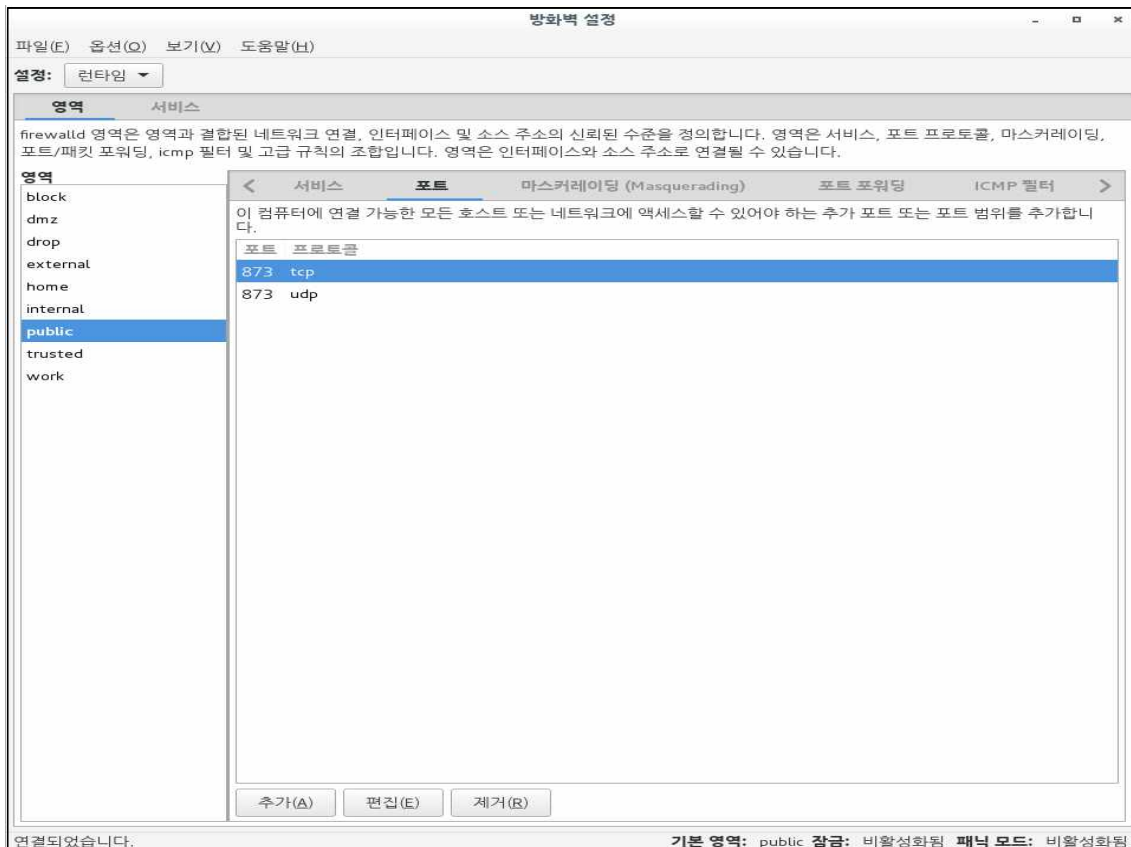 방화벽 설정
파일(F) 옵션(O) 보기(V) 도움말(H)
설정: 런타임
영역 서비스
firewalld 영역은 영역과 결합된 네트워크 연결, 인터페이스 및 소스 주소의 신뢰된 수준을 정의합니다. 영역은 서비스, 포트 프로토콜, 마스커레이딩,
포트/패킷 포워딩, icmp 필터 및 고급 규칙의 조합입니다. 영역은 인터페이스와 소스 주소로 연결될 수 있습니다.
영역
block
dmz
drop
external
home
internal
public
trusted
work
서비스 포트 마스커레이딩 (Masquerading) 포트 포워딩 ICMP 필터
이 컴퓨터에 연결 가능한 모든 호스트 또는 네트워크에 액세스할 수 있어야 하는 추가 포트 또는 포트 범위를 추가합니
다.
포트 프로토콜
873 tcp
873 udp
추가(A) 편집(E) 제거(R)
연결되었습니다.
기본 영역: public 잠금: 비활성화됨 패닉 모드: 비활성화됨